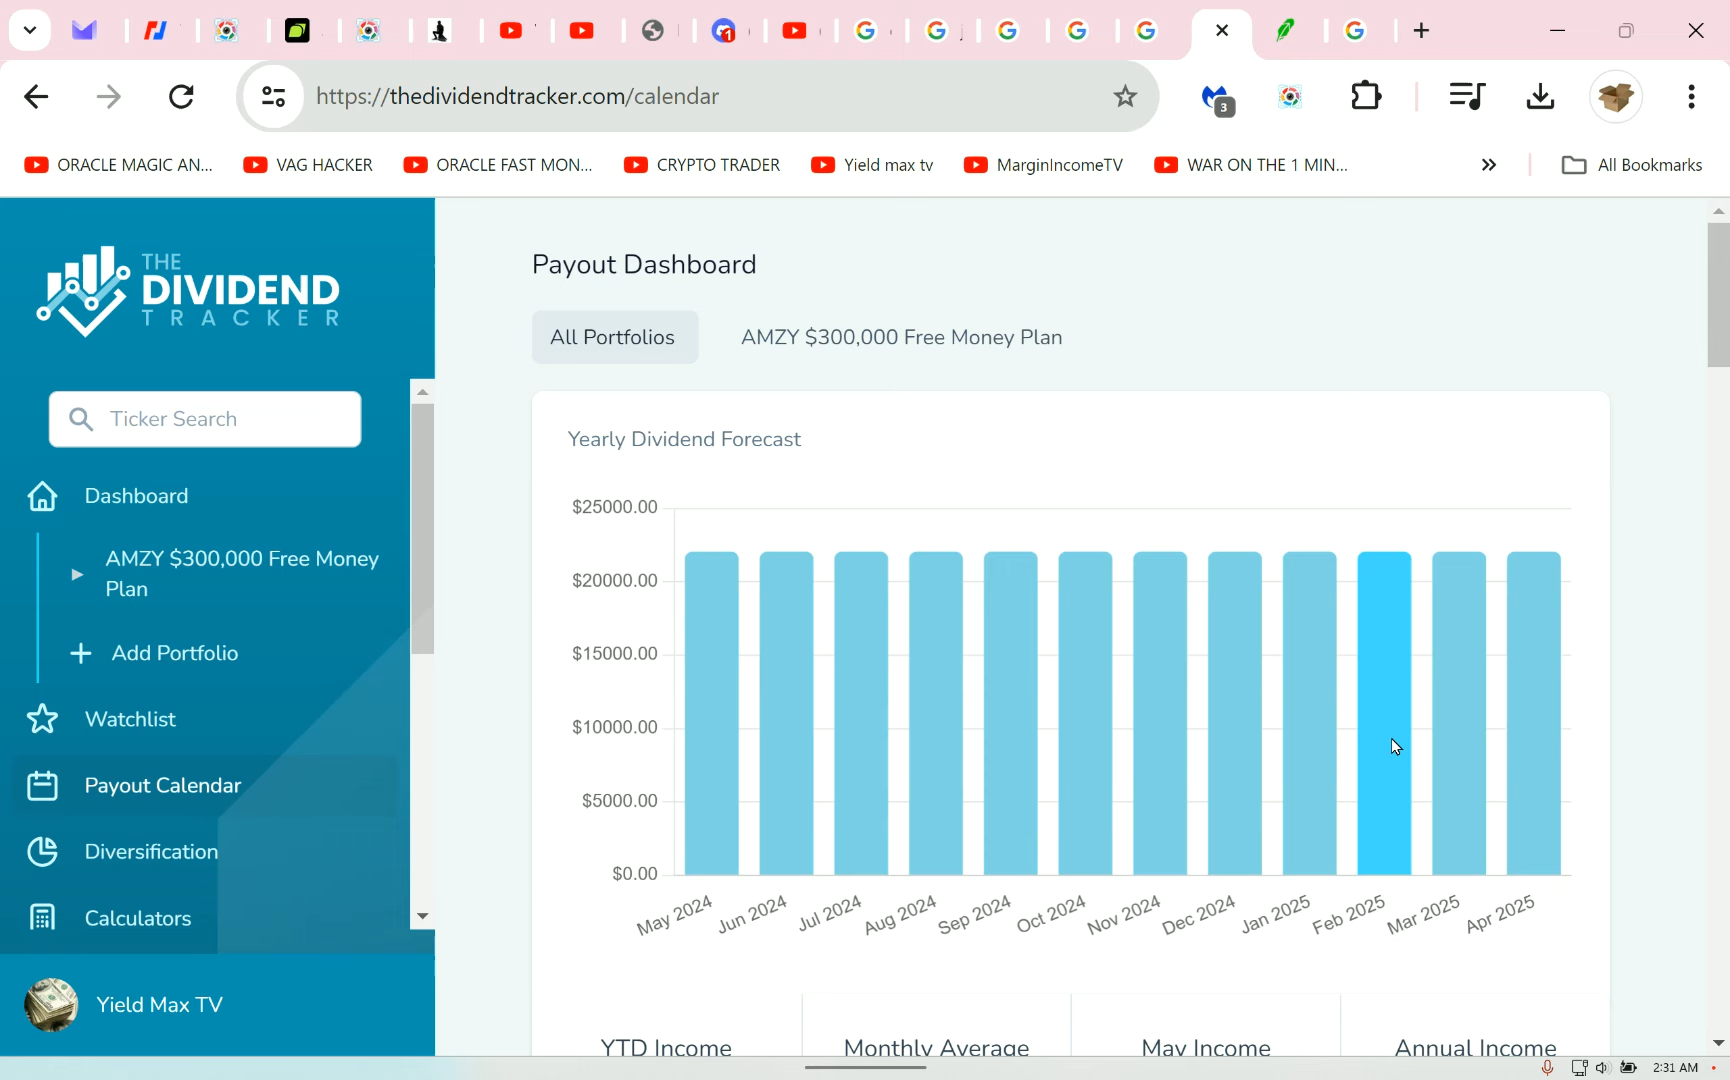 1
https://thedividendtracker.com/calendar
3
ORACLE MAGIC AN...
VAG HACKER
ORACLE FAST MON...
CRYPTO TRADER
Yield max tv
MarginIncomeTV
WAR ON THE 1 MIN...
All Bookmarks
THE
DIVIDEND
TRACKER
Ticker Search
Dashboard
AMZY $300,000 Free Money
Plan
Add Portfolio
Watchlist
Payout Calendar
Diversification
Calculators
Yield Max TV
Payout Dashboard
All Portfolios
AMZY $300,000 Free Money Plan
Yearly Dividend Forecast
$25000.00
$20000.00
$15000.00
$10000.00
$5000.00
$0.00
May 2024
Jun 2024
Jul 2024
Aug 2024
Sep 2024
Oct 2024
Nov 2024
Dec 2024
Jan 2025
Feb 2025
Mar 2025
Apr 2025
YTD Income
Monthly Average
May Income
Annual Income
2:31 AM